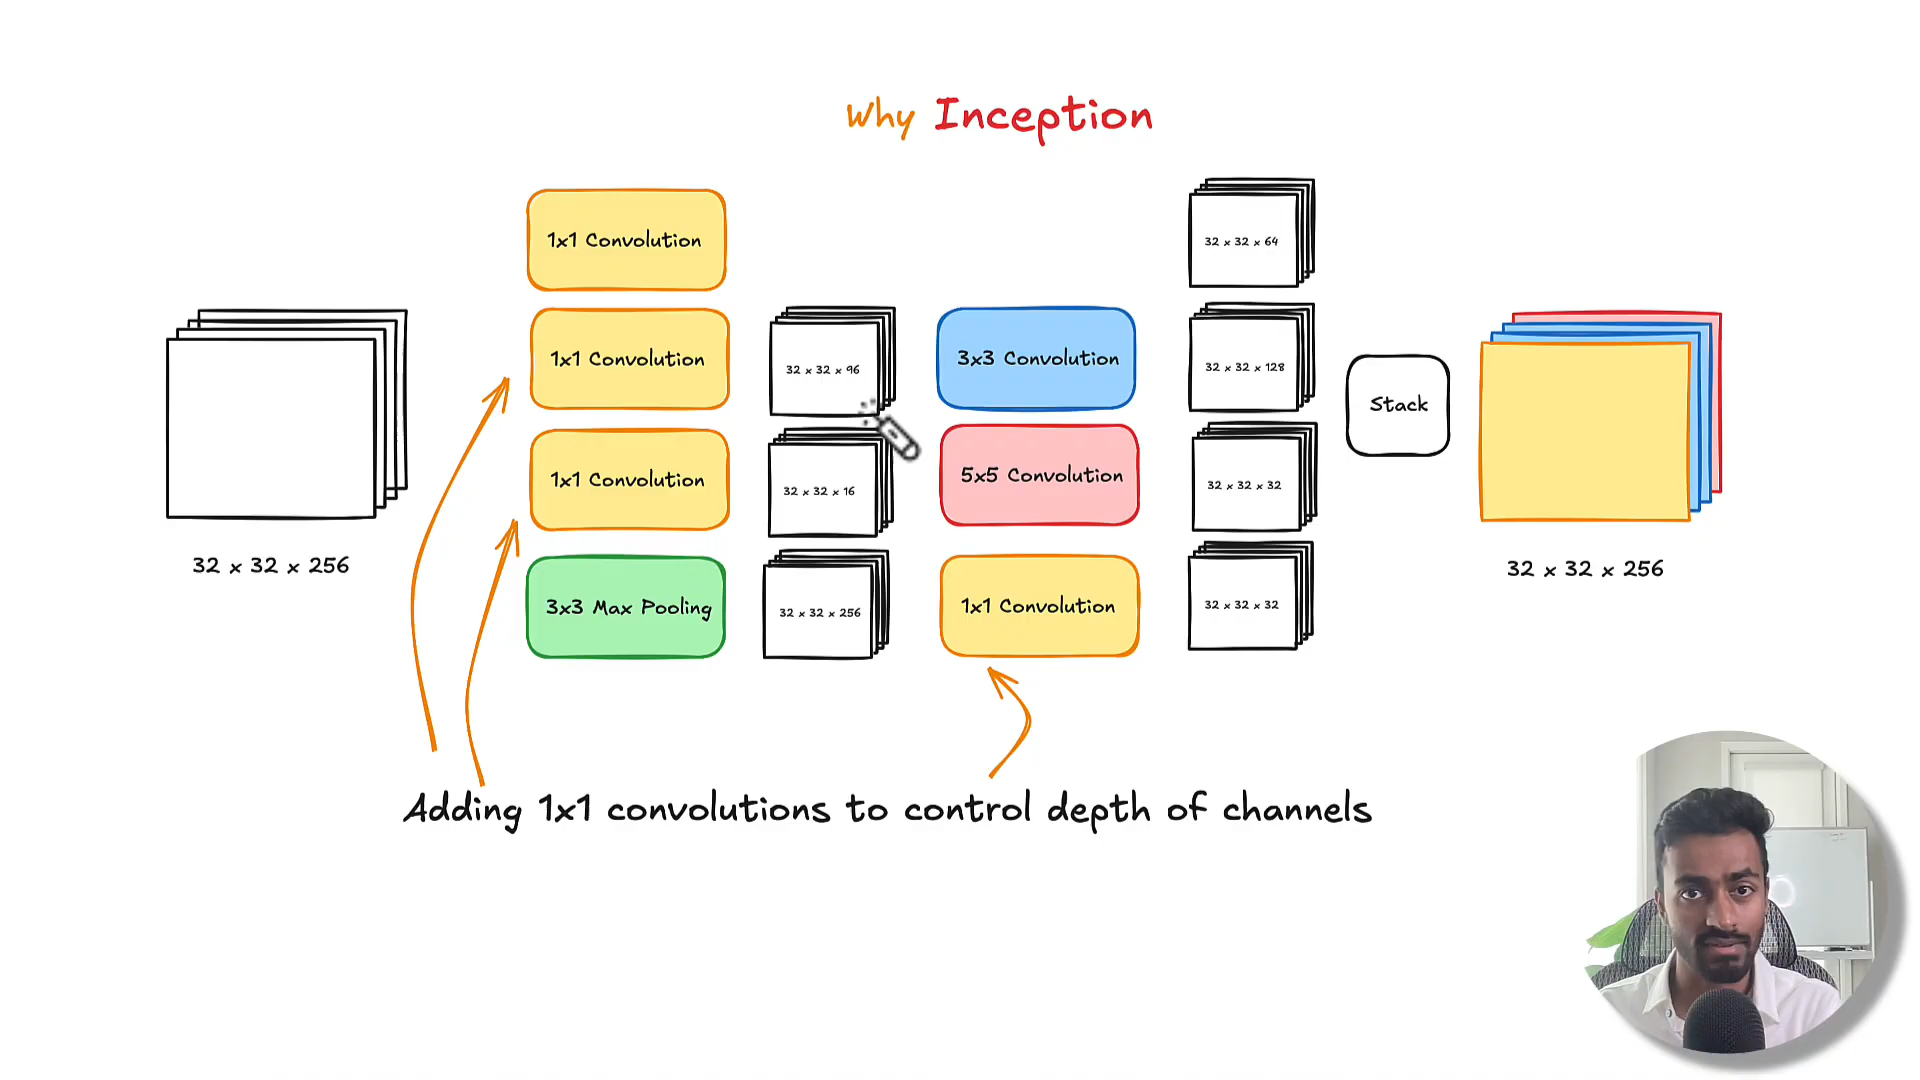 Why Inception
1x1 Convolution
32 x 32 x 64
1x1 Convolution
32 x 32 x 96
3x3 Convolution
32 x 32 x 128
1x1 Convolution
32 x 32 x 16
5x5 Convolution
32 x 32 x 32
3x3 Max Pooling
32 x 32 x 256
1x1 Convolution
32 x 32 x 32
Stack
32 x 32 x 256
32 x 32 x 256
Adding 1x1 convolutions to control depth of channels